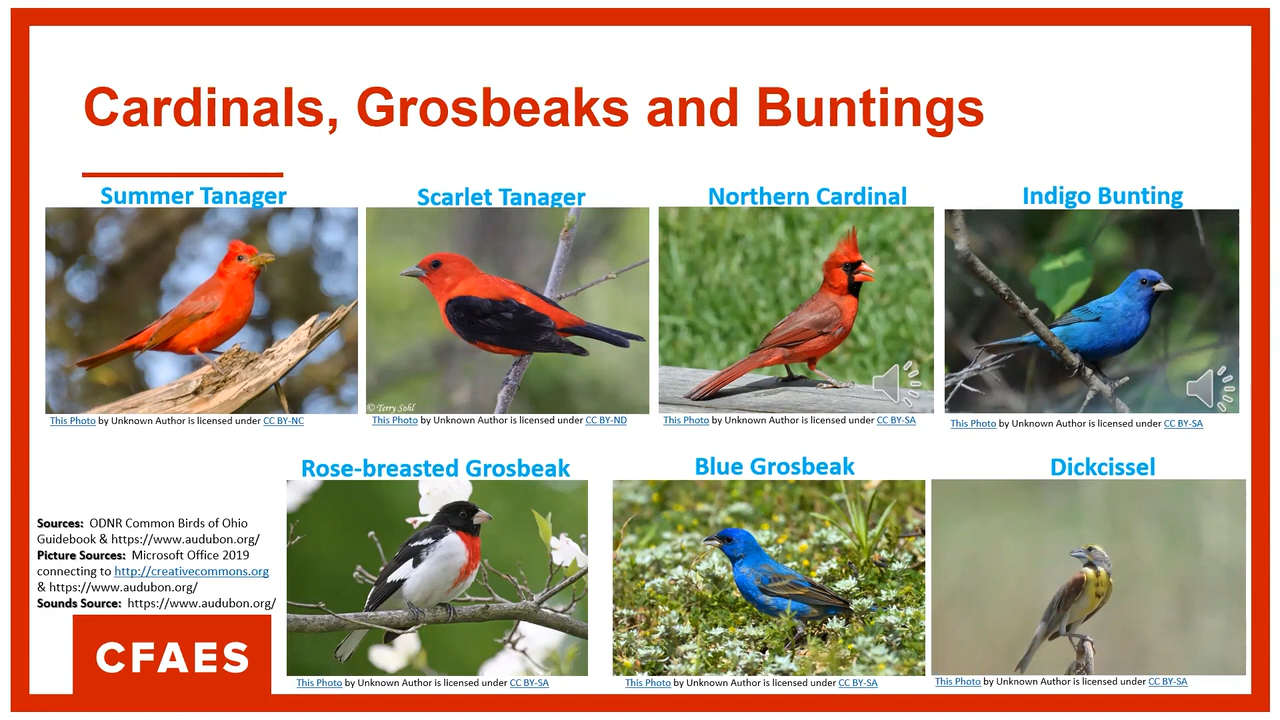 Cardinals, Grosbeaks and Buntings
Summer Tanager
Scarlet Tanager
Northern Cardinal
Indigo Bunting
© Terry Sohl
This Photo by Unknown Author is licensed under CC BY-NC
This Photo by Unknown Author is licensed under CC BY-ND
This Photo by Unknown Author is licensed under CC BY-SA
This Photo by Unknown Author is licensed under CC BY-SA
Rose-breasted Grosbeak
Blue Grosbeak
Dickcissel
Sources: ODNR Common Birds of Ohio
Guidebook & https://www.audubon.org/
Picture Sources: Microsoft Office 2019
connecting to http://creativecommons.org
& https://www.audubon.org/
Sounds Source: https://www.audubon.org/
CFAES
This Photo by Unknown Author is licensed under CC BY-SA
This Photo by Unknown Author is licensed under CC BY-SA
This Photo by Unknown Author is licensed under CC BY-SA